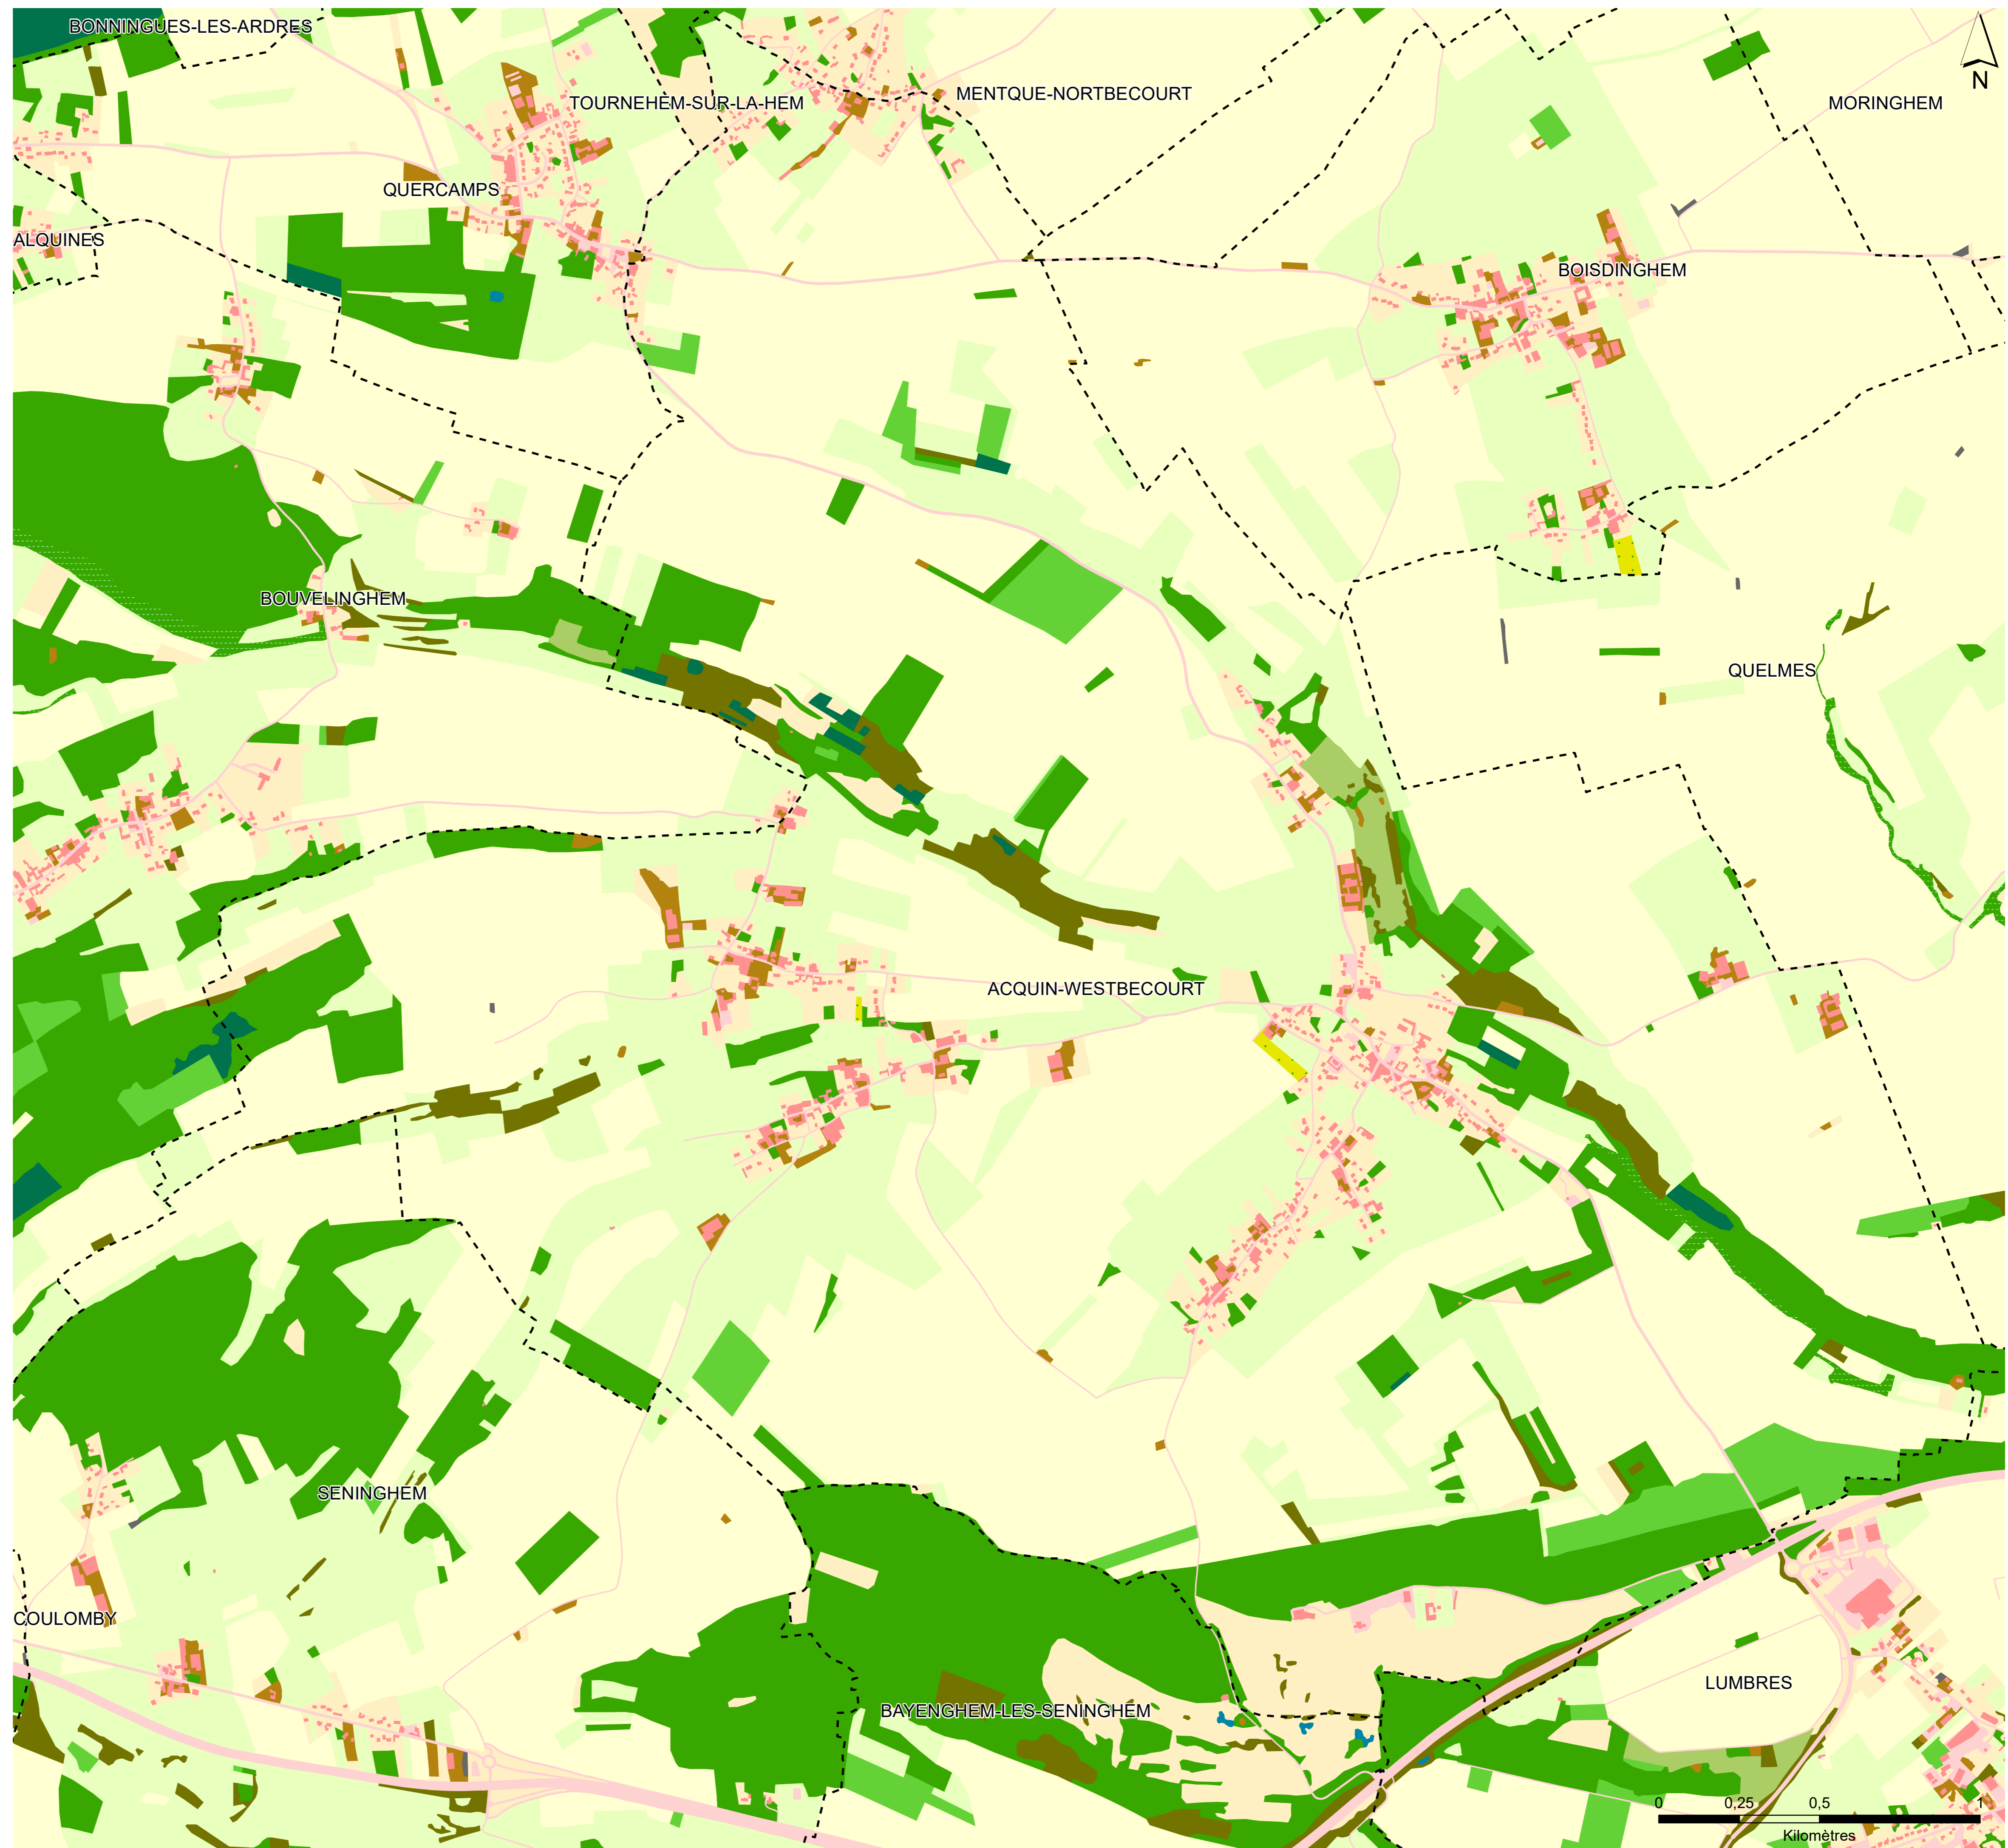 BONNINGUES-LES-ARDRES
N
MENTQUE-NORTBECOURT
TOURNEHEM-SUR-LA-HEM
MORINGHEM
QUERCAMPS
ALQUINES
BOISDINGHEM
BOUVELINGHEM
QUELMES
ACQUIN-WESTBECOURT
SENINGHEM
COULOMBY
LUMBRES
BAYENGHEM-LES-SENINGHEM
0 0,25 0,5 1
Kilomètres